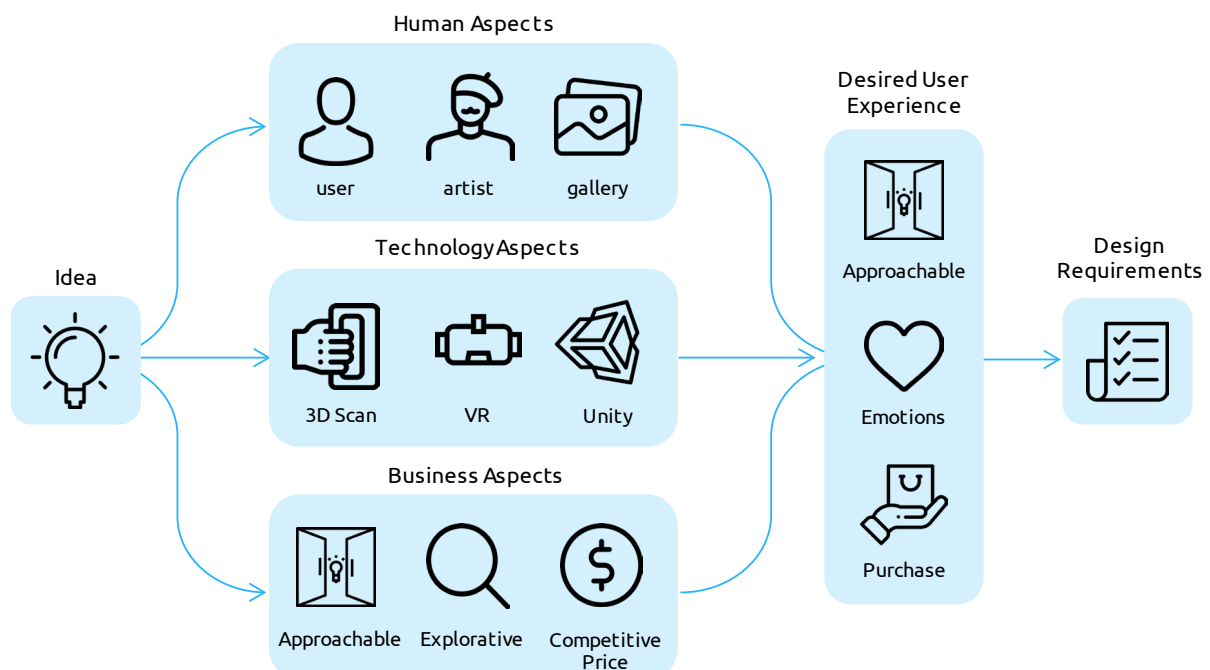 Human Aspects
user
artist
gallery
Technology Aspects
Idea
3D Scan
VR
Unity
Business Aspects
Approachable
Explorative
Competitive
Price
Desired User
Experience
Approachable
Emotions
Purchase
Design
Requirements